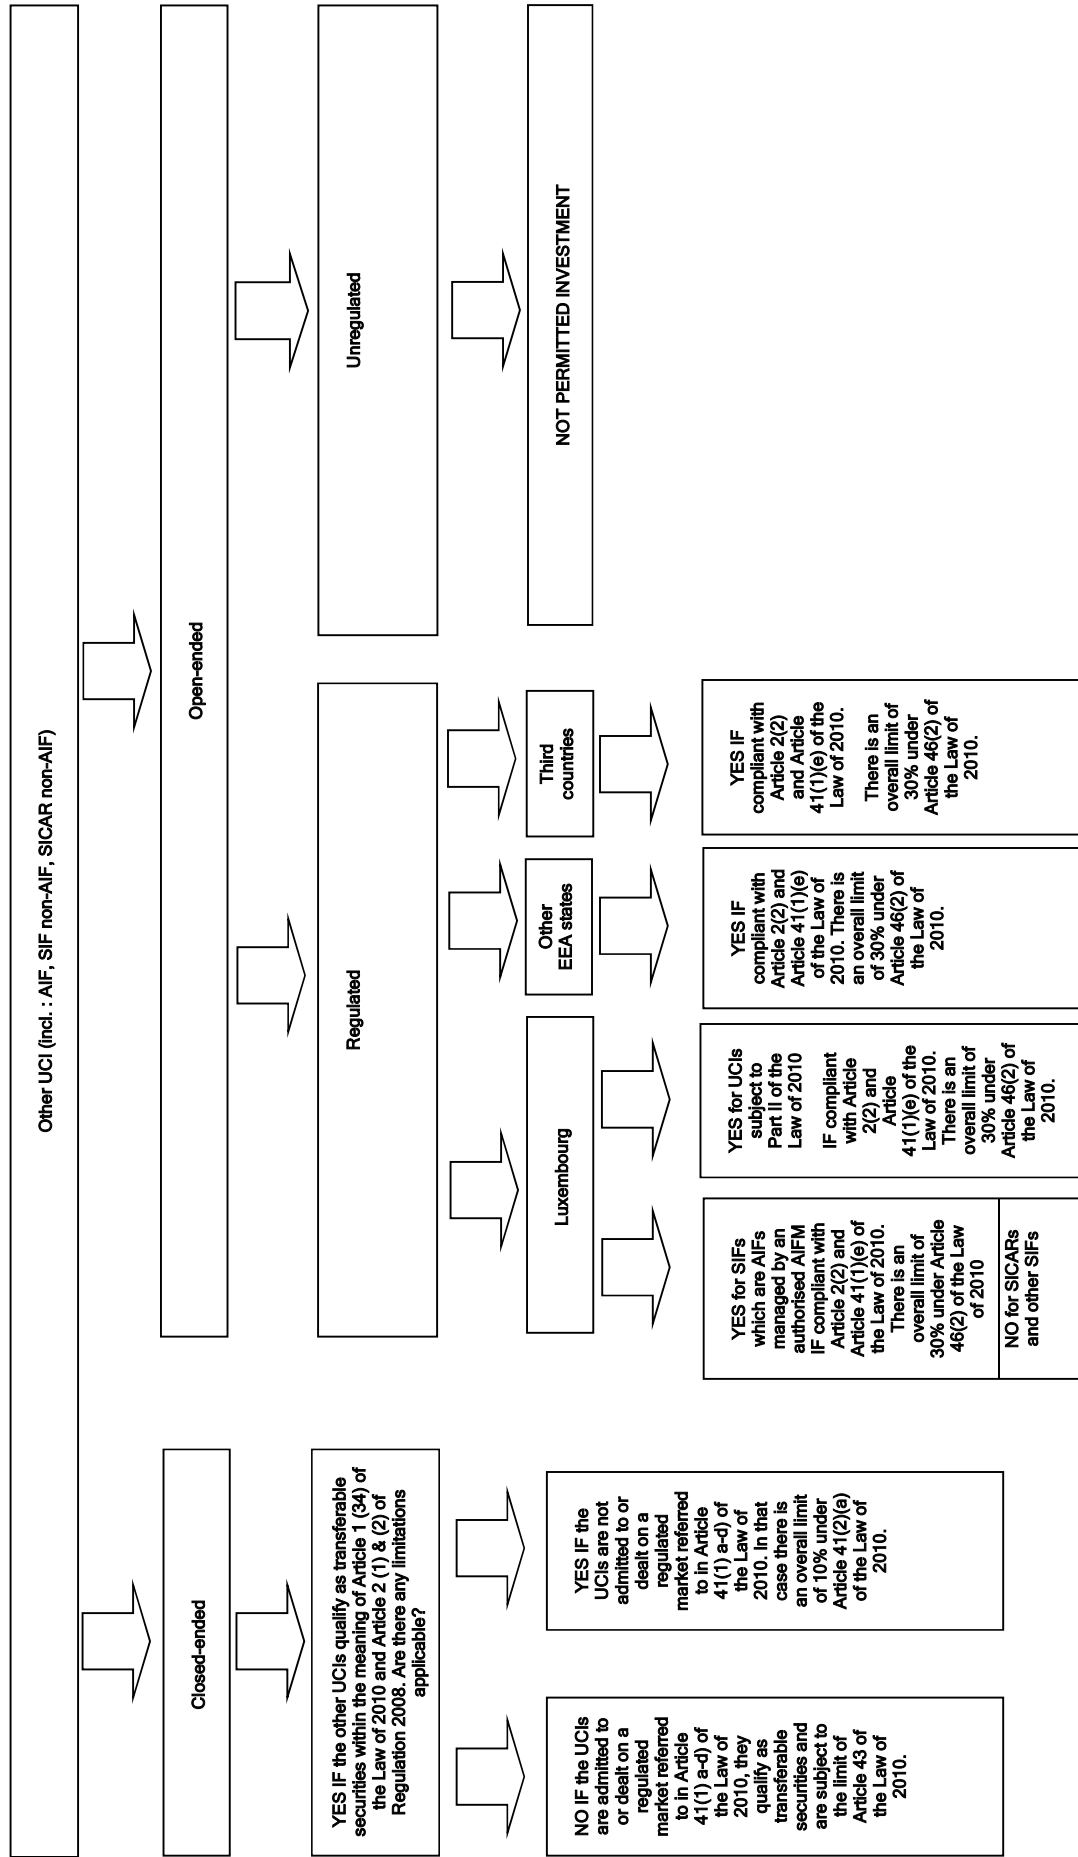 Other UCI (incl. : AIF, SIF non-AIF, SICAR non-AIF)
Closed-ended
Open-ended
YES IF the other UCIs qualify as transferable
securities within the meaning of Article 1 (34) of
the Law of 2010 and Article 2 (1) & (2) of
Regulation 2008. Are there any limitations
applicable?
Regulated
Unregulated
NO IF the UCIs
are admitted to
or dealt on a
regulated
market referred
to in Article
41(1) a-d) of
the Law of
2010, they
qualify as
transferable
securities and
are subject to
the limit of
Article 43 of
the Law of
2010.
YES IF the
UCIs are not
admitted to or
dealt on a
regulated
market referred
to in Article
41(1) a-d) of
the Law of
2010. In that
case there is
an overall limit
of 10% under
Article 41(2)(a)
of the Law of
2010.
Luxembourg
Other
EEA states
Third
countries
NOT PERMITTED INVESTMENT
YES for SIFs
which are AIFs
managed by an
authorised AIFM
IF compliant with
Article 2(2) and
Article 41(1)(e) of
the Law of 2010.
There is an
overall limit of
30% under Article
46(2) of the Law
of 2010
NO for SICARs
and other SIFs
YES for UCIs
subject to
Part II of the
Law of 2010
IF compliant
with Article
2(2) and
Article
41(1)(e) of the
Law of 2010.
There is an
overall limit of
30% under
Article 46(2) of
the Law of
2010.
YES IF
compliant with
Article 2(2) and
Article 41(1)(e)
of the Law of
2010. There is
an overall limit
of 30% under
Article 46(2) of
the Law of
2010.
YES IF
compliant with
Article 2(2)
and Article
41(1)(e) of the
Law of 2010.
There is an
overall limit of
30% under
Article 46(2) of
the Law of
2010.